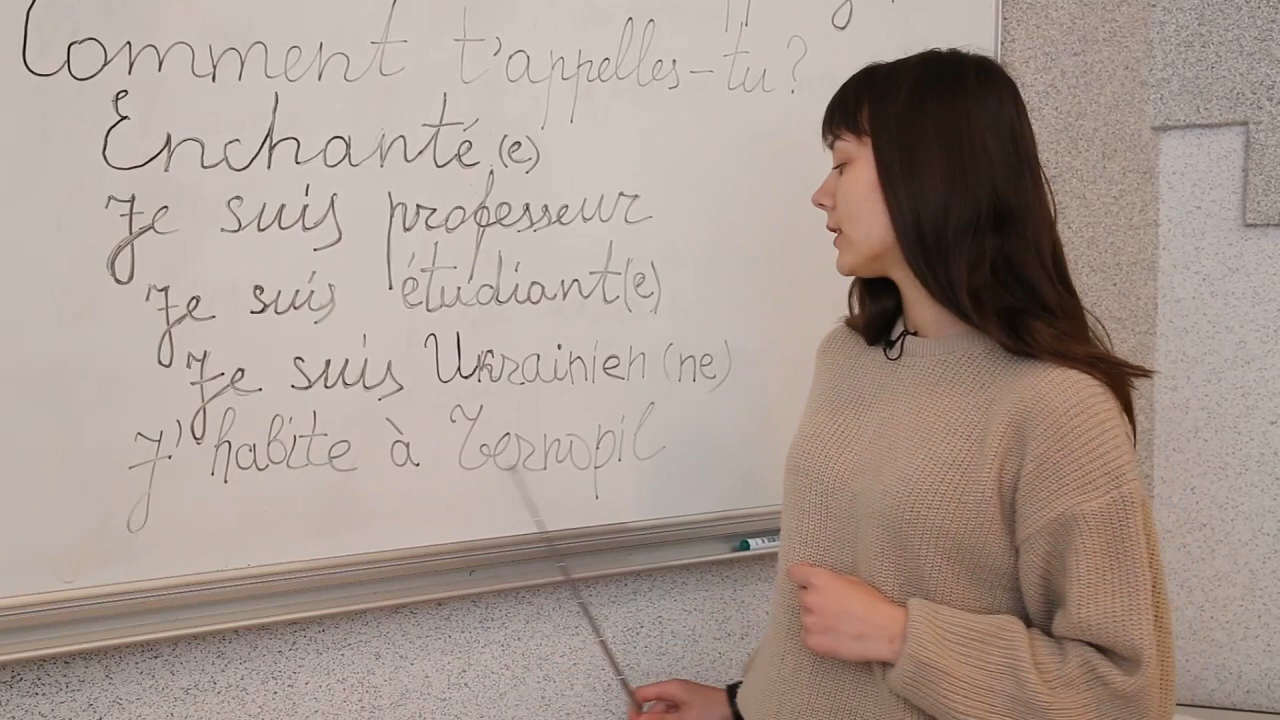 Comment t'appelles-tu?
Enchanté(e)
Je suis professeur
Je suis étudiant(e)
Je suis Ukrainien (ne)
J'habite à Ternopil